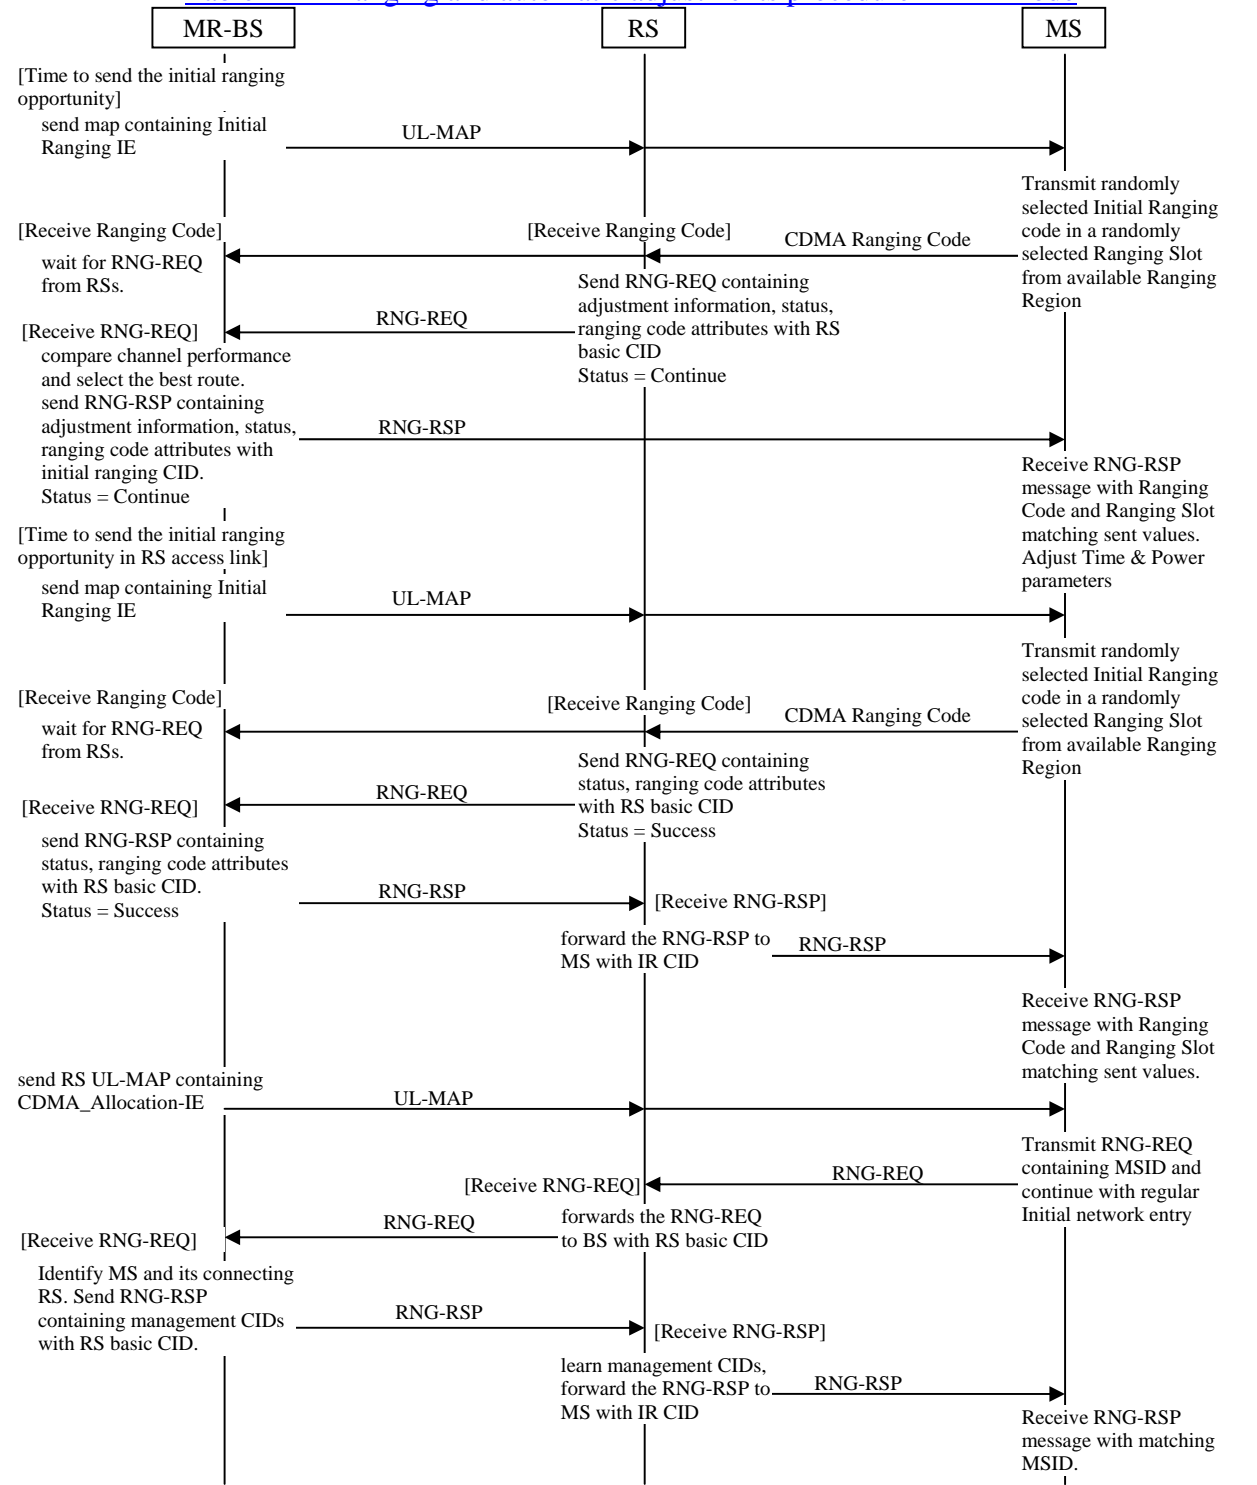 MR-BS
RS
MS
[Time to send the initial ranging
opportunity]
send map containing Initial
Ranging IE
UL-MAP
Transmit randomly
selected Initial Ranging
code in a randomly
selected Ranging Slot
from available Ranging
Region
[Receive Ranging Code]
[Receive Ranging Code]
CDMA Ranging Code
wait for RNG-REQ
from RSs.
Send RNG-REQ containing
adjustment information, status,
ranging code attributes with RS
basic CID
Status = Continue
RNG-REQ
[Receive RNG-REQ]
compare channel performance
and select the best route.
send RNG-RSP containing
adjustment information, status,
ranging code attributes with
initial ranging CID.
Status = Continue
RNG-RSP
Receive RNG-RSP
message with Ranging
Code and Ranging Slot
matching sent values.
Adjust Time & Power
parameters
[Time to send the initial ranging
opportunity in RS access link]
send map containing Initial
Ranging IE
UL-MAP
Transmit randomly
selected Initial Ranging
code in a randomly
selected Ranging Slot
from available Ranging
Region
[Receive Ranging Code]
[Receive Ranging Code]
CDMA Ranging Code
wait for RNG-REQ
from RSs.
Send RNG-REQ containing
status, ranging code attributes
with RS basic CID
Status = Success
RNG-REQ
[Receive RNG-REQ]
send RNG-RSP containing
status, ranging code attributes
with RS basic CID.
Status = Success
RNG-RSP
[Receive RNG-RSP]
forward the RNG-RSP to
MS with IR CID
RNG-RSP
Receive RNG-RSP
message with Ranging
Code and Ranging Slot
matching sent values.
send RS UL-MAP containing
CDMA_Allocation-IE
UL-MAP
Transmit RNG-REQ
containing MSID and
continue with regular
Initial network entry
RNG-REQ
[Receive RNG-REQ]
forwards the RNG-REQ
to BS with RS basic CID
RNG-REQ
[Receive RNG-REQ]
Identify MS and its connecting
RS. Send RNG-RSP
containing management CIDs
with RS basic CID.
RNG-RSP
[Receive RNG-RSP]
learn management CIDs,
forward the RNG-RSP to
MS with IR CID
RNG-RSP
Receive RNG-RSP
message with matching
MSID.